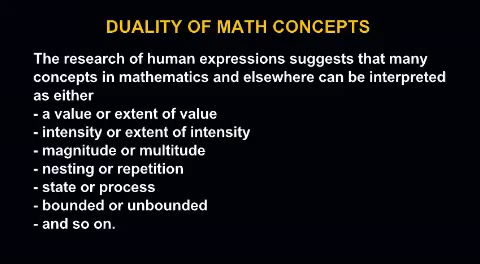 DUALITY OF MATH CONCEPTS
The research of human expressions suggests that many
concepts in mathematics and elsewhere can be interpreted
as either
- a value or extent of value
- intensity or extent of intensity
- magnitude or multitude
- nesting or repetition
- state or process
- bounded or unbounded
- and so on.